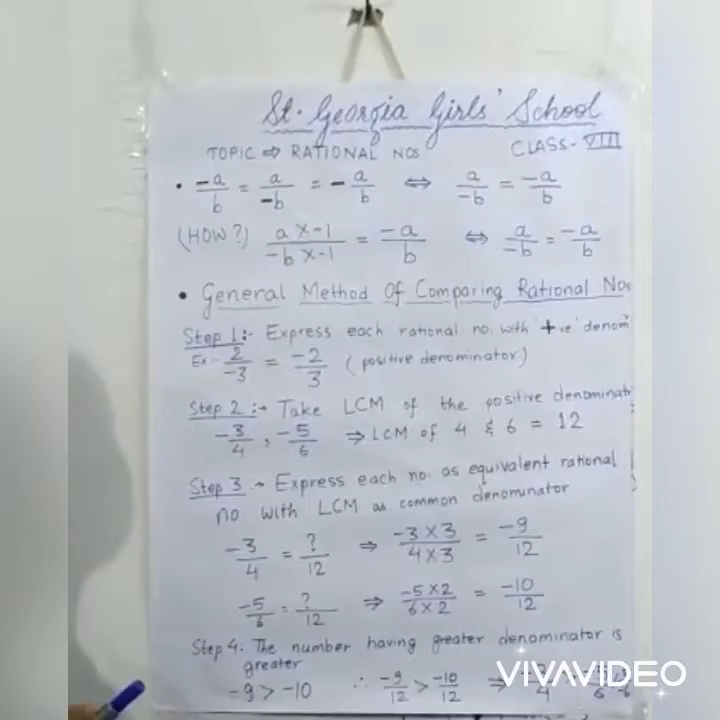 St. Georgia Girls' School
TOPIC ⇒ RATIONAL NOS CLASS- VIII
• -a/b = a/-b = -a/b ⇔ a/-b = -a/b
(HOW?) a × -1/-b × -1 = -a/b ⇔ a/-b = -a/b
• General Method Of Comparing Rational Nos
Step 1:- Express each rational no. with '+ve' denom
Ex:- 2/-3 = -2/3 (positive denominator)
Step 2:→ Take LCM of the positive denominat
-3/4 , -5/6 ⇒ LCM of 4 & 6 = 12
Step 3 → Express each no. as equivalent rational
no. with LCM as common denominator
-3/4 = ?/12 ⇒ -3×3/4×3 = -9/12
-5/6 = ?/12 ⇒ -5×2/6×2 = -10/12
Step 4: The number having greater denominator is
greater
-9 > -10 ∴ -9/12 > -10/12 ⇒
VIVAVIDEO